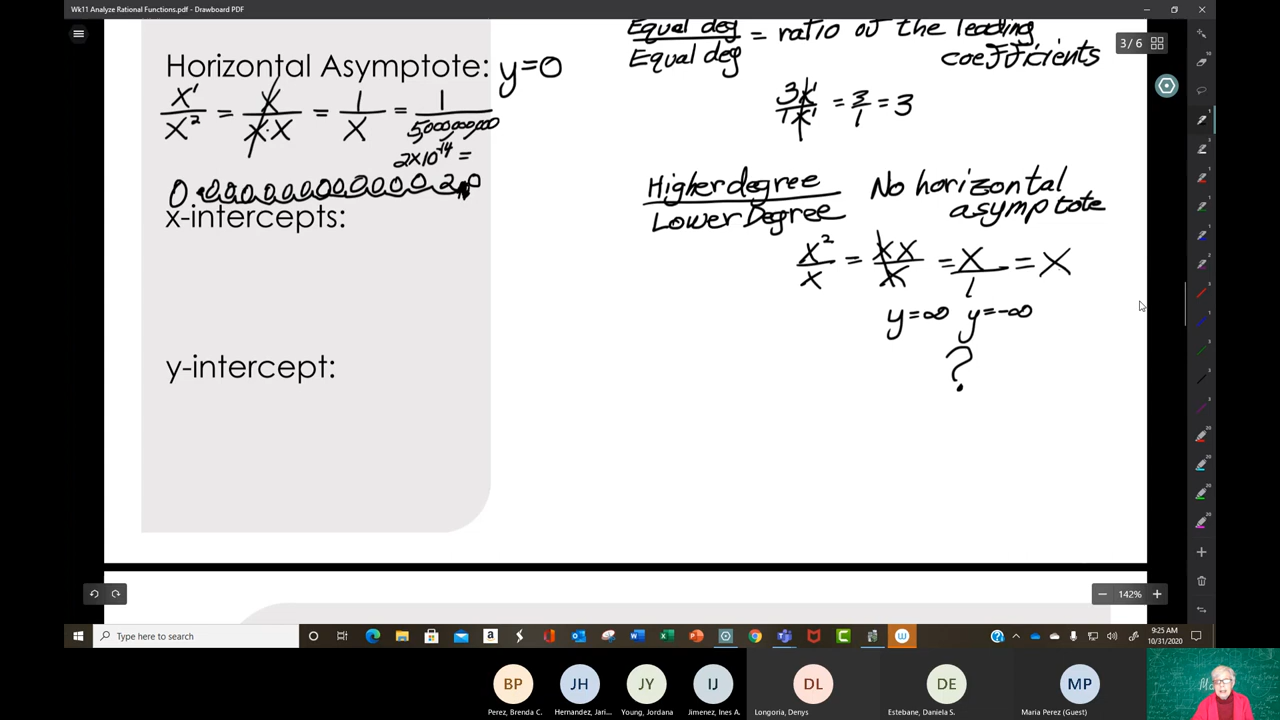 Wk11 Analyze Rational Functions.pdf - Drawboard PDF
3 / 6
Horizontal Asymptote: y=0
x¹/x² = x/x·x = 1/x = 1/5,000,000,000
2×10⁻¹⁴ =
x-intercepts:
y-intercept:
Equal deg/Equal deg = ratio of the leading
coefficients
3x¹/1x¹ = 3/1 = 3
Higher degree/Lower Degree No horizontal
asymptote
x²/x = xx/x = x/1 = x
y=∞ y=-∞
?
142%
Type here to search
9:25 AM
10/31/2020
BP
JH
JY
IJ
DL
DE
MP
Perez, Brenda C.
Hernandez, Jari...
Young, Jordana
Jimenez, Ines A.
Longoria, Denys
Estebane, Daniela S.
Maria Perez (Guest)